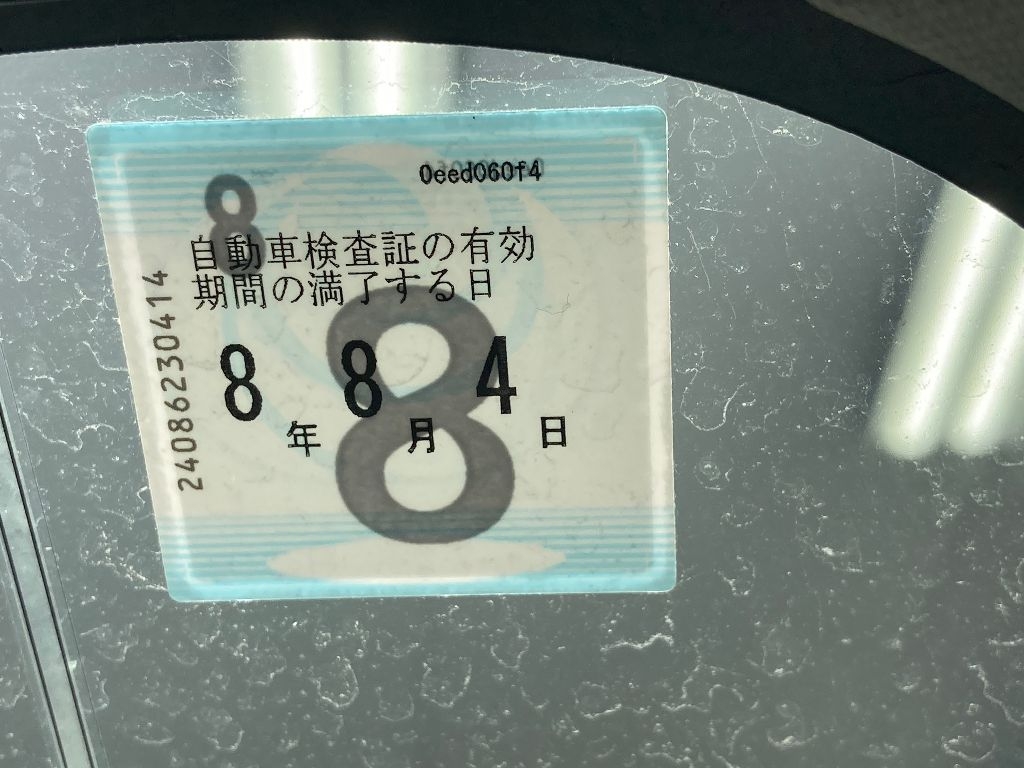 0eed060f4
8
自動車検査証の有効
期間の満了する日
8年 8月 4日
8
240862230414